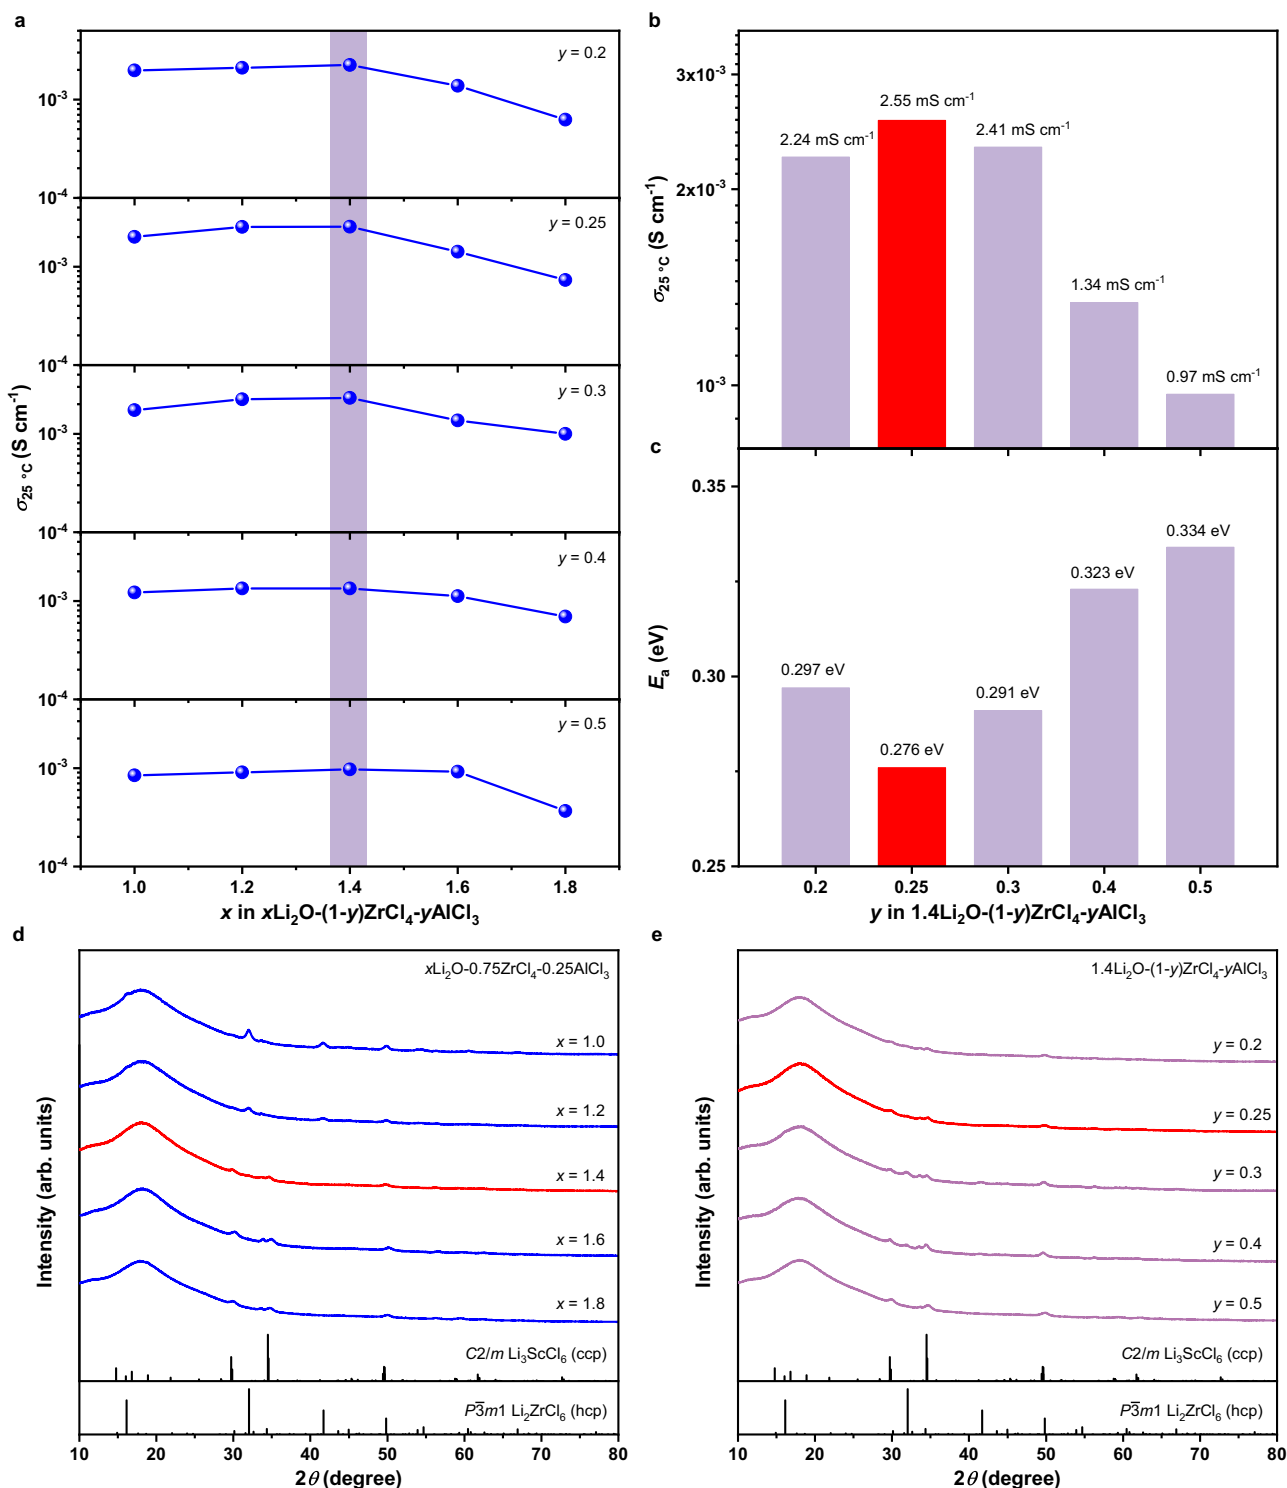 a
y = 0.2
10⁻³
10⁻⁴
y = 0.25
10⁻³
10⁻⁴
y = 0.3
10⁻³
10⁻⁴
y = 0.4
10⁻³
10⁻⁴
y = 0.5
10⁻³
10⁻⁴
σ₂₅ °C (S cm⁻¹)
1.0 1.2 1.4 1.6 1.8
x in xLi₂O-(1-y)ZrCl₄-yAlCl₃
b
3x10⁻³
2x10⁻³
10⁻³
σ₂₅ °C (S cm⁻¹)
2.24 mS cm⁻¹
2.55 mS cm⁻¹
2.41 mS cm⁻¹
1.34 mS cm⁻¹
0.97 mS cm⁻¹
c
0.35
0.30
0.25
Eₐ (eV)
0.297 eV
0.276 eV
0.291 eV
0.323 eV
0.334 eV
0.2 0.25 0.3 0.4 0.5
y in 1.4Li₂O-(1-y)ZrCl₄-yAlCl₃
d
xLi₂O-0.75ZrCl₄-0.25AlCl₃
x = 1.0
x = 1.2
x = 1.4
x = 1.6
x = 1.8
C2/m Li₃ScCl₆ (ccp)
P3̅m1 Li₂ZrCl₆ (hcp)
Intensity (arb. units)
10 20 30 40 50 60 70 80
2θ (degree)
e
1.4Li₂O-(1-y)ZrCl₄-yAlCl₃
y = 0.2
y = 0.25
y = 0.3
y = 0.4
y = 0.5
C2/m Li₃ScCl₆ (ccp)
P3̅m1 Li₂ZrCl₆ (hcp)
Intensity (arb. units)
10 20 30 40 50 60 70 80
2θ (degree)